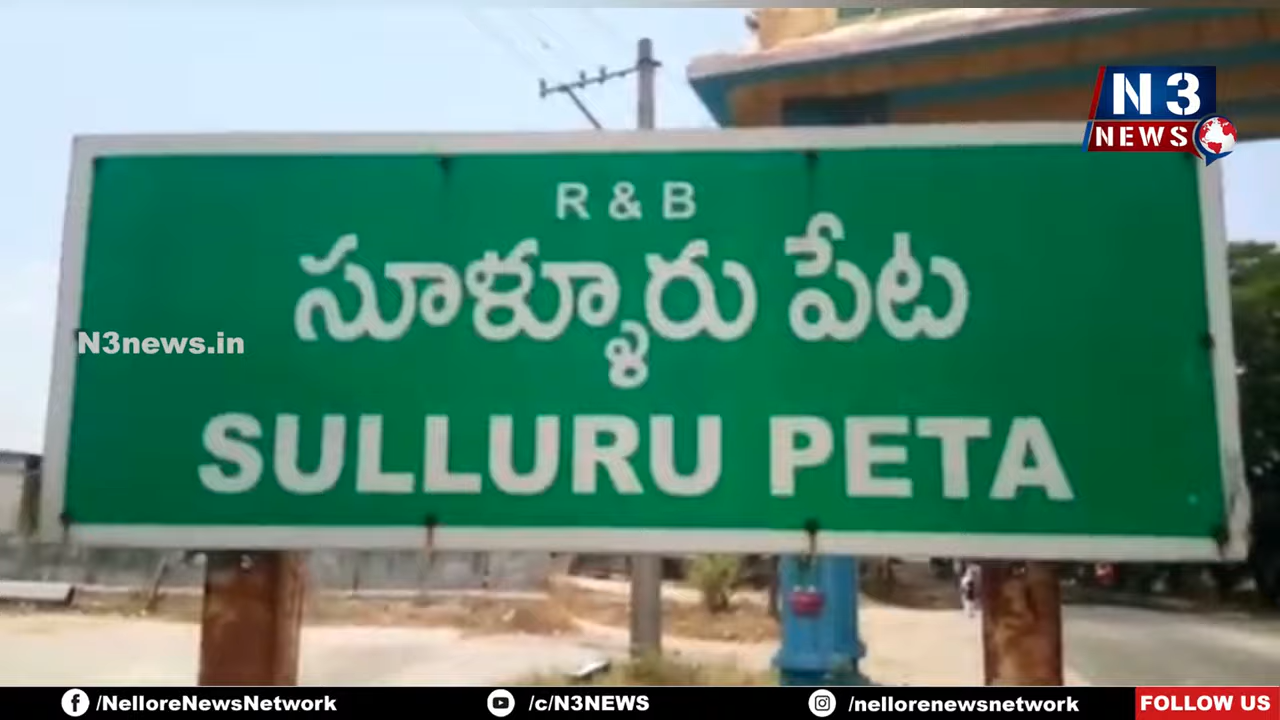 N3
NEWS
R & B
సూళ్ళూరు పేట
N3news.in
SULLURU PETA
/NelloreNewsNetwork
/c/N3NEWS
/nellorenewsnetwork
FOLLOW US